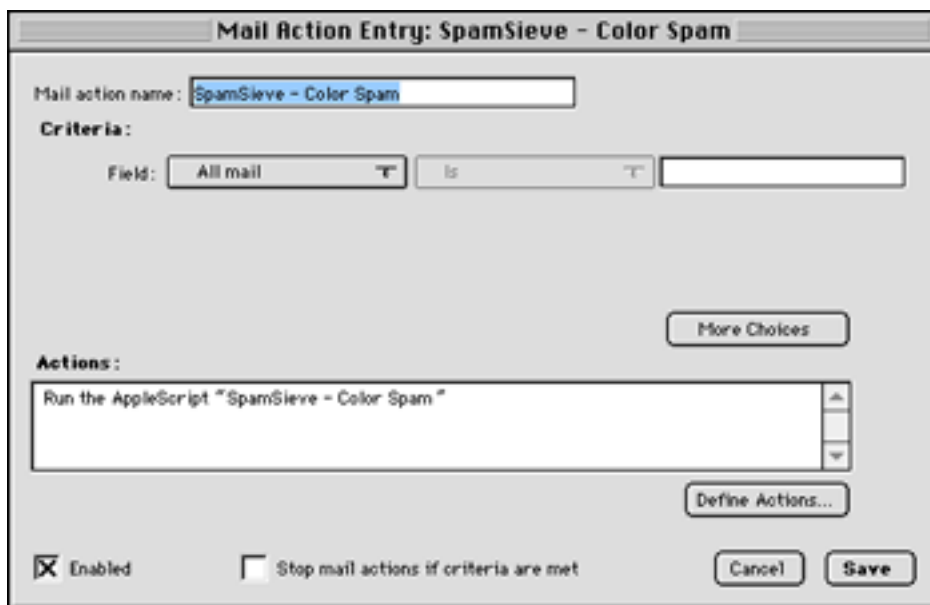 Mail Action Entry: SpamSieve - Color Spam
Mail action name: SpamSieve - Color Spam
Criteria:
Field: All mail Is
More Choices
Actions:
Run the AppleScript "SpamSieve - Color Spam"
Define Actions...
Enabled Stop mail actions if criteria are met Cancel Save